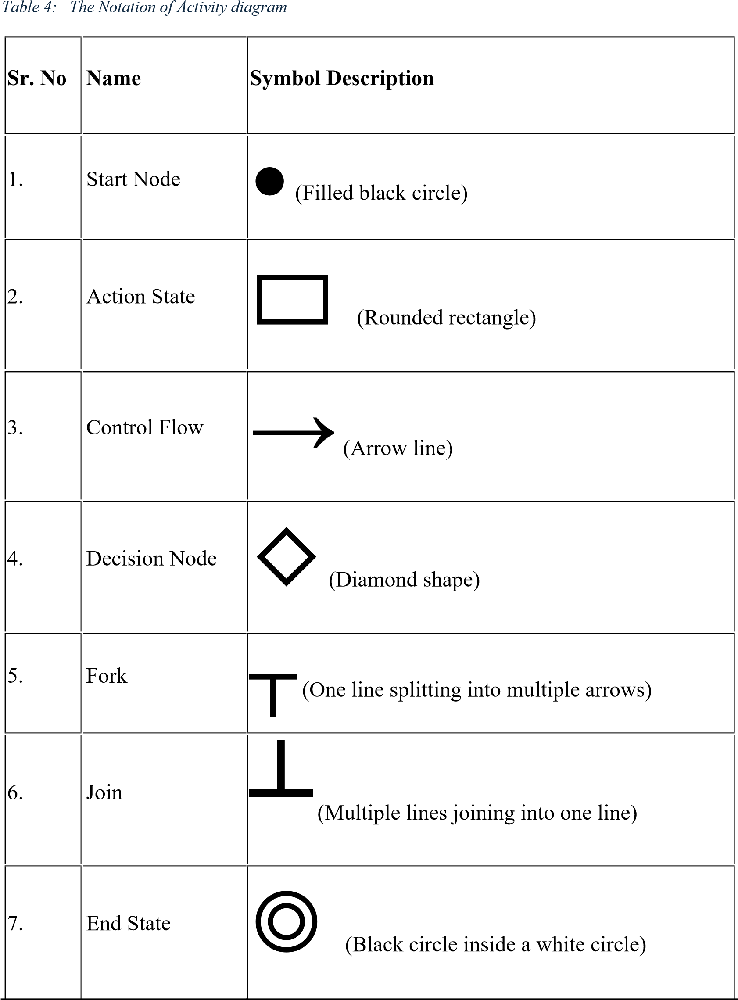 Table 4: The Notation of Activity diagram
Sr. No Name Symbol Description
1. Start Node (Filled black circle)
2. Action State (Rounded rectangle)
3. Control Flow (Arrow line)
4. Decision Node (Diamond shape)
5. Fork (One line splitting into multiple arrows)
6. Join (Multiple lines joining into one line)
7. End State (Black circle inside a white circle)